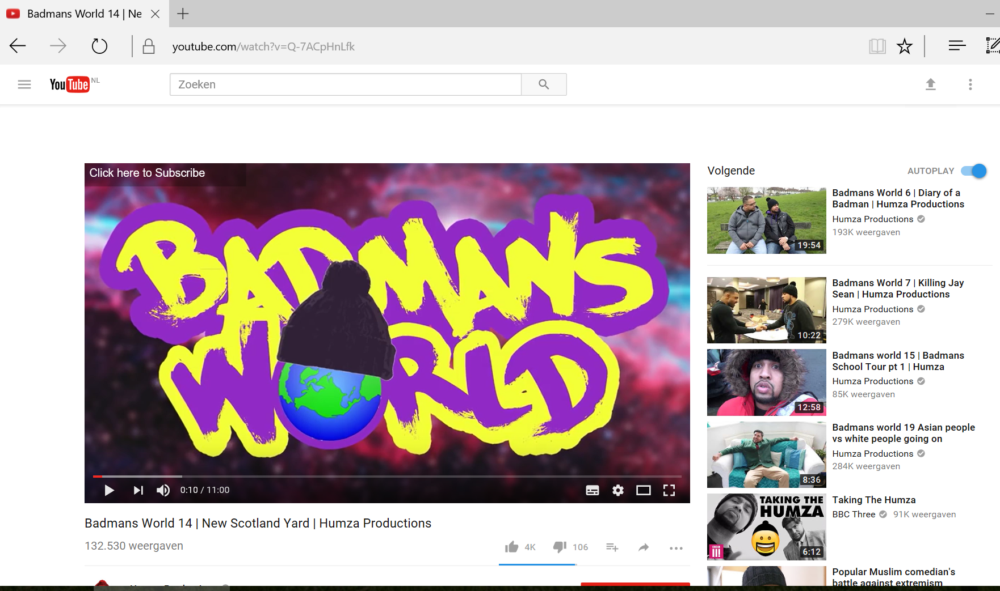 Badmans World 14 | Ne
youtube.com/watch?v=Q-7ACpHnLfk
YouTube NL
Zoeken
Click here to Subscribe
BADMANS
WORLD
0:10 / 11:00
Badmans World 14 | New Scotland Yard | Humza Productions
132.530 weergaven
4K
106
Volgende
AUTOPLAY
19:54
Badmans World 6 | Diary of a
Badman | Humza Productions
Humza Productions
193K weergaven
10:22
Badmans World 7 | Killing Jay
Sean | Humza Productions
Humza Productions
279K weergaven
12:58
Badmans world 15 | Badmans
School Tour pt 1 | Humza
Humza Productions
85K weergaven
8:36
Badmans world 19 Asian people
vs white people going on
Humza Productions
284K weergaven
TAKING THE
HUMZA
6:12
Taking The Humza
BBC Three 91K weergaven
Popular Muslim comedian's
battle against extremism